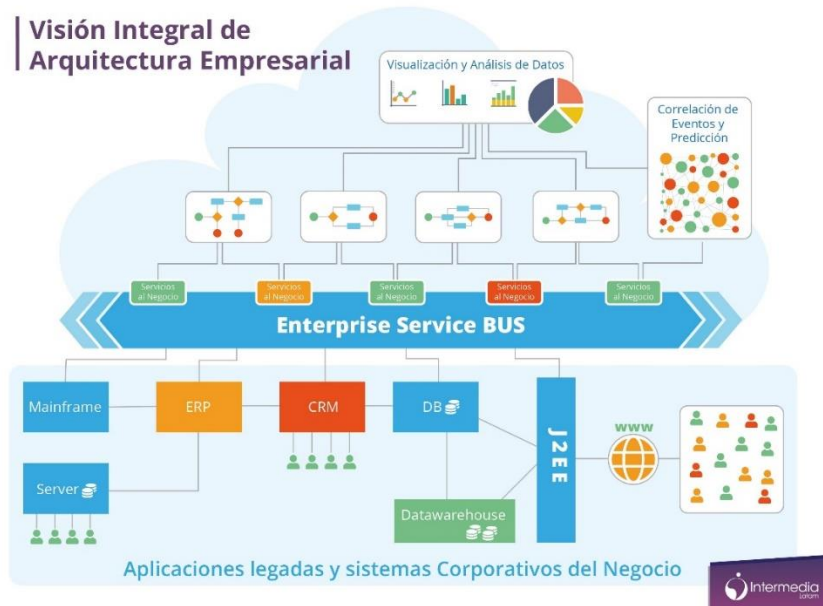 Visión Integral de
Arquitectura Empresarial
Visualización y Análisis de Datos
Correlación de
Eventos y
Predicción
Servicios
al Negocio
Servicios
al Negocio
Servicios
al Negocio
Servicios
al Negocio
Servicios
al Negocio
Enterprise Service BUS
Mainframe
ERP
CRM
DB
J2EE
www
Server
Datawarehouse
Aplicaciones legadas y sistemas Corporativos del Negocio
Intermedia
Latam